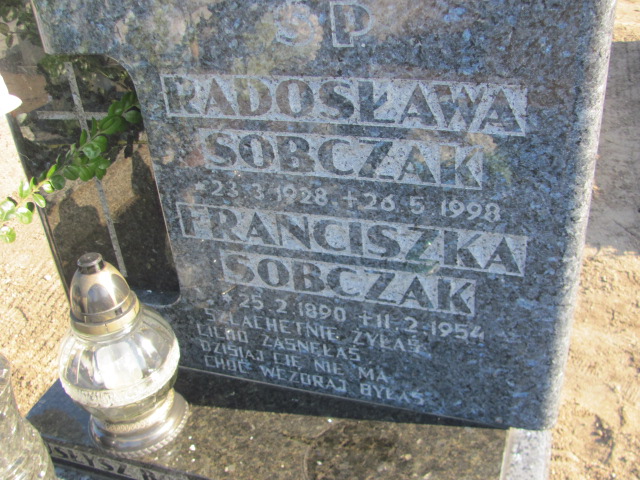 Ś P.
RADOSŁAWA
SOBCZAK
* 23.3.1928 + 26.5.1998
FRANCISZKA
SOBCZAK
* 25.2.1890 + 11.2.1954
SZLACHETNIE ŻYŁAŚ
CICHO ZASNĘŁAŚ
DZISIAJ CIĘ NIE MA
CHOĆ WCZORAJ BYŁAŚ